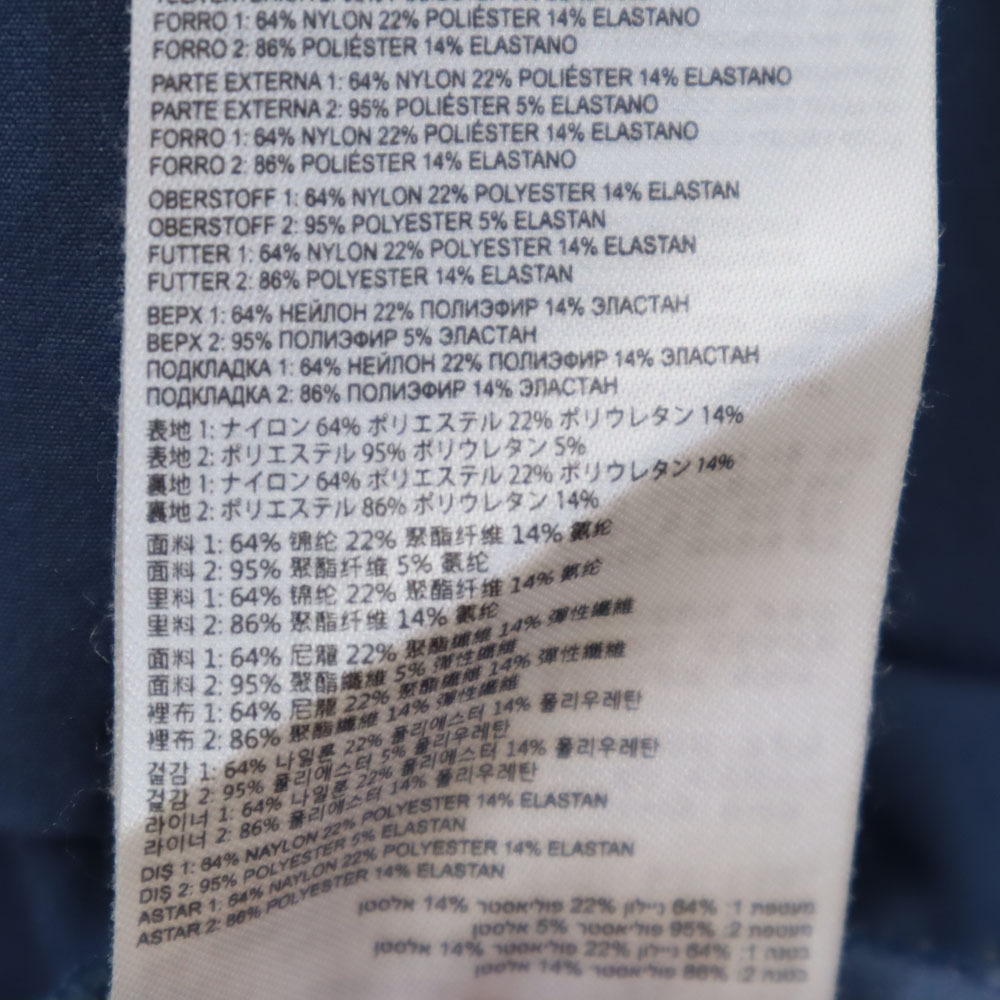 FORRO 1: 64% NYLON 22% POLIÉSTER 14% ELASTANO
FORRO 2: 86% POLIÉSTER 14% ELASTANO
PARTE EXTERNA 1: 64% NYLON 22% POLIÉSTER 14% ELASTANO
PARTE EXTERNA 2: 95% POLIÉSTER 5% ELASTANO
FORRO 1: 64% NYLON 22% POLIÉSTER 14% ELASTANO
FORRO 2: 86% POLIÉSTER 14% ELASTANO
OBERSTOFF 1: 64% NYLON 22% POLYESTER 14% ELASTAN
OBERSTOFF 2: 95% POLYESTER 5% ELASTAN
FUTTER 1: 64% NYLON 22% POLYESTER 14% ELASTAN
FUTTER 2: 86% POLYESTER 14% ELASTAN
ВЕРХ 1: 64% НЕЙЛОН 22% ПОЛИЭФИР 14% ЭЛАСТАН
ВЕРХ 2: 95% ПОЛИЭФИР 5% ЭЛАСТАН
ПОДКЛАДКА 1: 64% НЕЙЛОН 22% ПОЛИЭФИР 14% ЭЛАСТАН
ПОДКЛАДКА 2: 86% ПОЛИЭФИР 14% ЭЛАСТАН
表地 1: ナイロン 64% ポリエステル 22% ポリウレタン 14%
表地 2: ポリエステル 95% ポリウレタン 5%
裏地 1: ナイロン 64% ポリエステル 22% ポリウレタン 14%
裏地 2: ポリエステル 86% ポリウレタン 14%
面料 1: 64% 锦纶 22% 聚酯纤维 14% 氨纶
面料 2: 95% 聚酯纤维 5% 氨纶
里料 1: 64% 锦纶 22% 聚酯纤维 14% 氨纶
里料 2: 86% 聚酯纤维 14% 氨纶
面料 1: 64% 尼龍 22% 聚酯纖維 14% 彈性纖維
面料 2: 95% 聚酯纖維 5% 彈性纖維
裡布 1: 64% 尼龍 22% 聚酯纖維 14% 彈性纖維
裡布 2: 86% 聚酯纖維 14% 彈性纖維
겉감 1: 64% 나일론 22% 폴리에스터 14% 폴리우레탄
겉감 2: 95% 폴리에스터 5% 폴리우레탄
라이너 1: 64% 나일론 22% 폴리에스터 14% 폴리우레탄
라이너 2: 86% 폴리에스터 14% 폴리우레탄
DIŞ 1: 64% NAYLON 22% POLYESTER 14% ELASTAN
DIŞ 2: 95% POLYESTER 5% ELASTAN
ASTAR 1: 64% NAYLON 22% POLYESTER 14% ELASTAN
ASTAR 2: 86% POLYESTER 14% ELASTAN
מעטפת 1: 64% ניילון 22% פוליאסטר 14% אלסטן
מעטפת 2: 95% פוליאסטר 5% אלסטן
בטנה 1: 64% ניילון 22% פוליאסטר 14% אלסטן
בטנה 2: 86% פוליאסטר 14% אלסטן